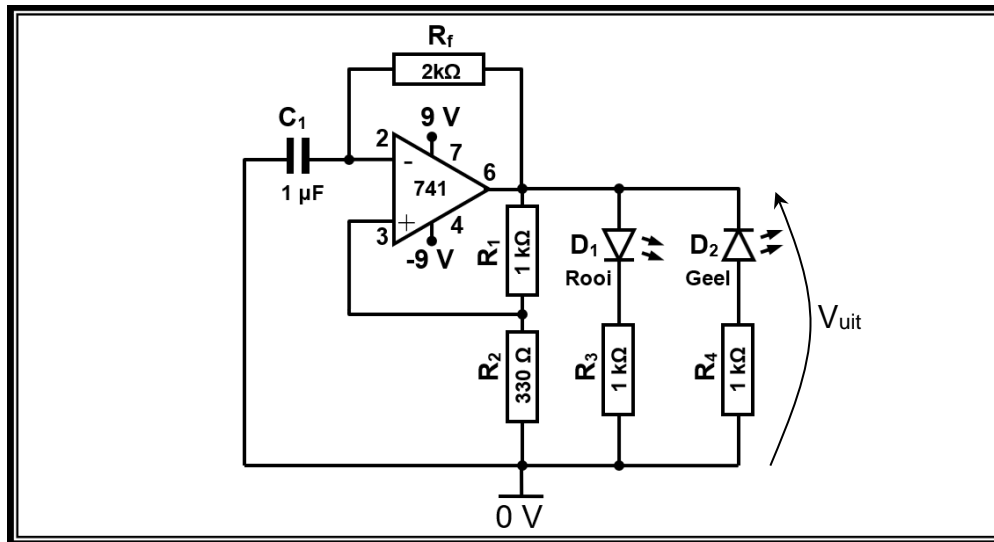 Rf
2kΩ
C1
9 V
2
7
-
6
1 µF
741
+
4
3
-9 V
R1
1 kΩ
D1
D2
Rooi
Geel
Vuit
R2
330 Ω
R3
1 kΩ
R4
1 kΩ
0 V